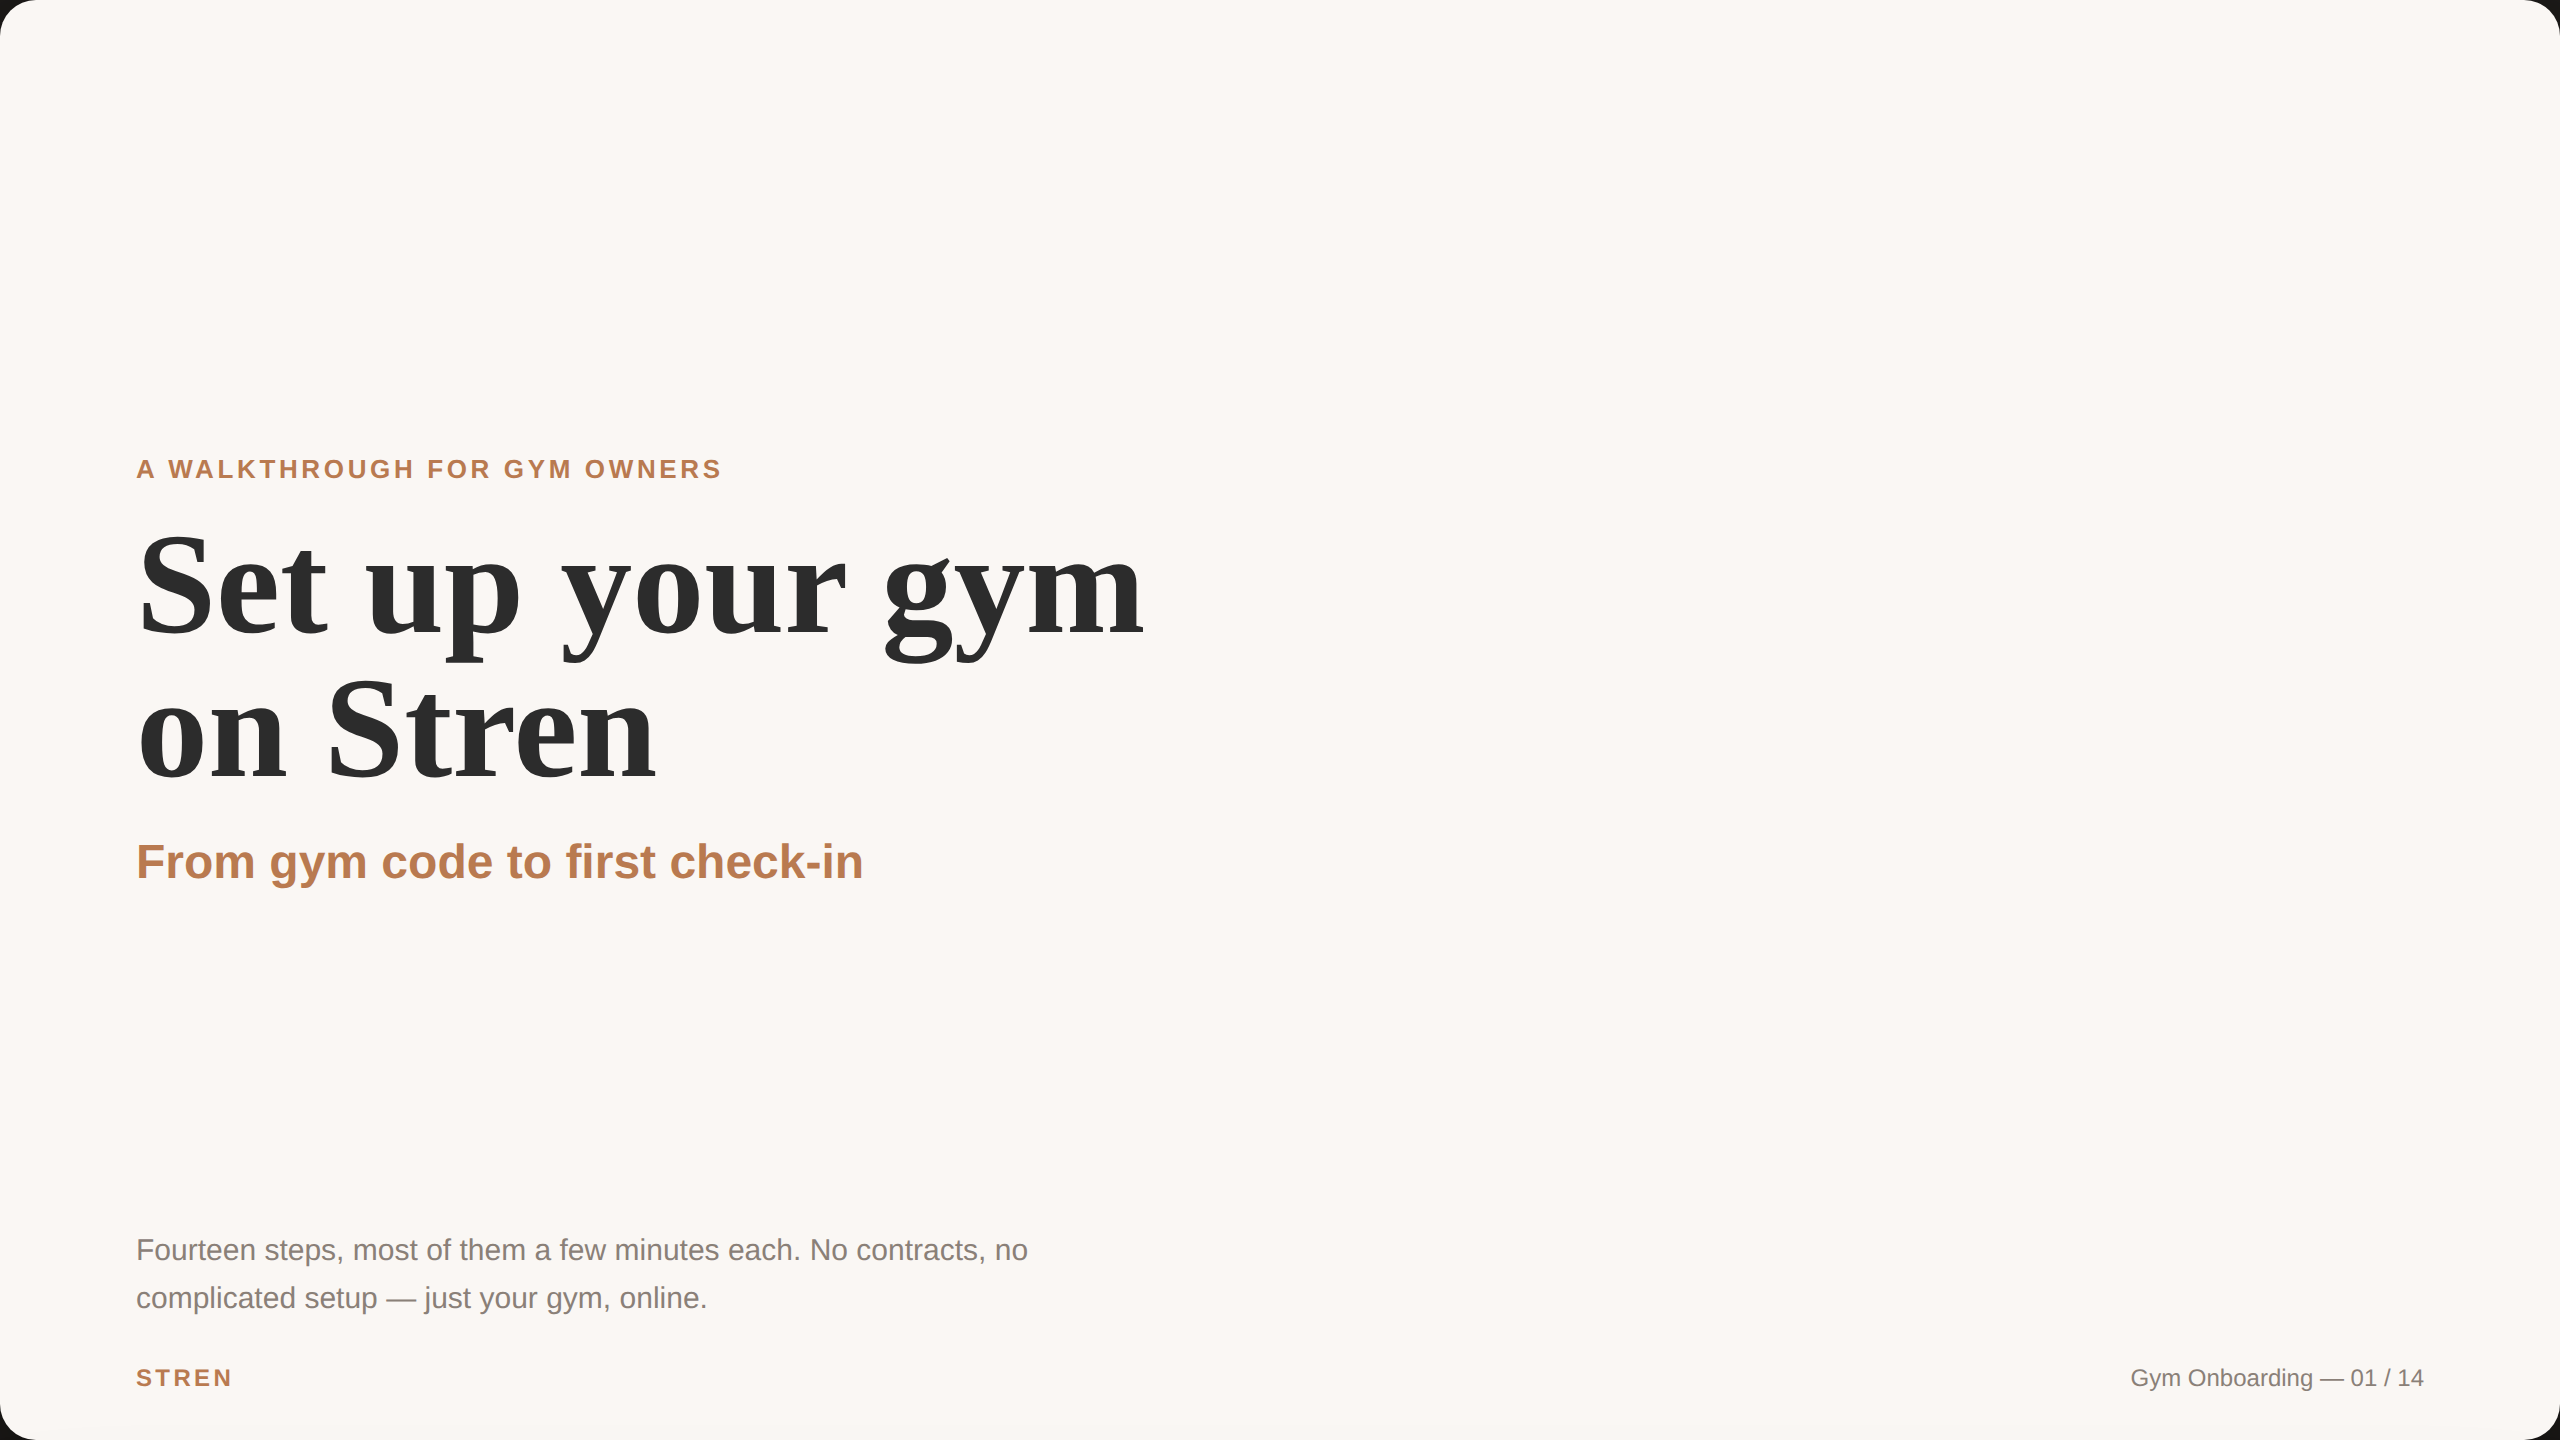 A WALKTHROUGH FOR GYM OWNERS
Set up your gym
on Stren
From gym code to first check-in
Fourteen steps, most of them a few minutes each. No contracts, no
complicated setup — just your gym, online.
STREN
Gym Onboarding — 01 / 14